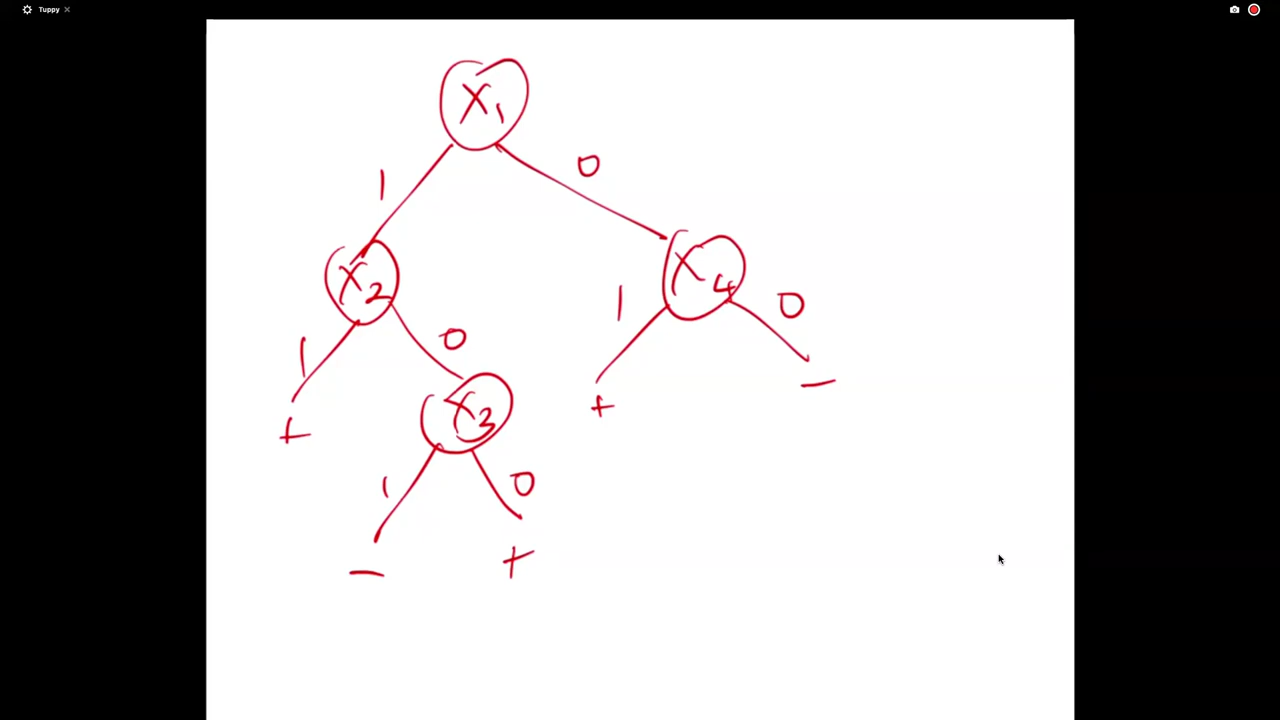 Tuppy
X1
1 0
X2 X4
1 0 1 0
+ X3 + −
1 0
− +